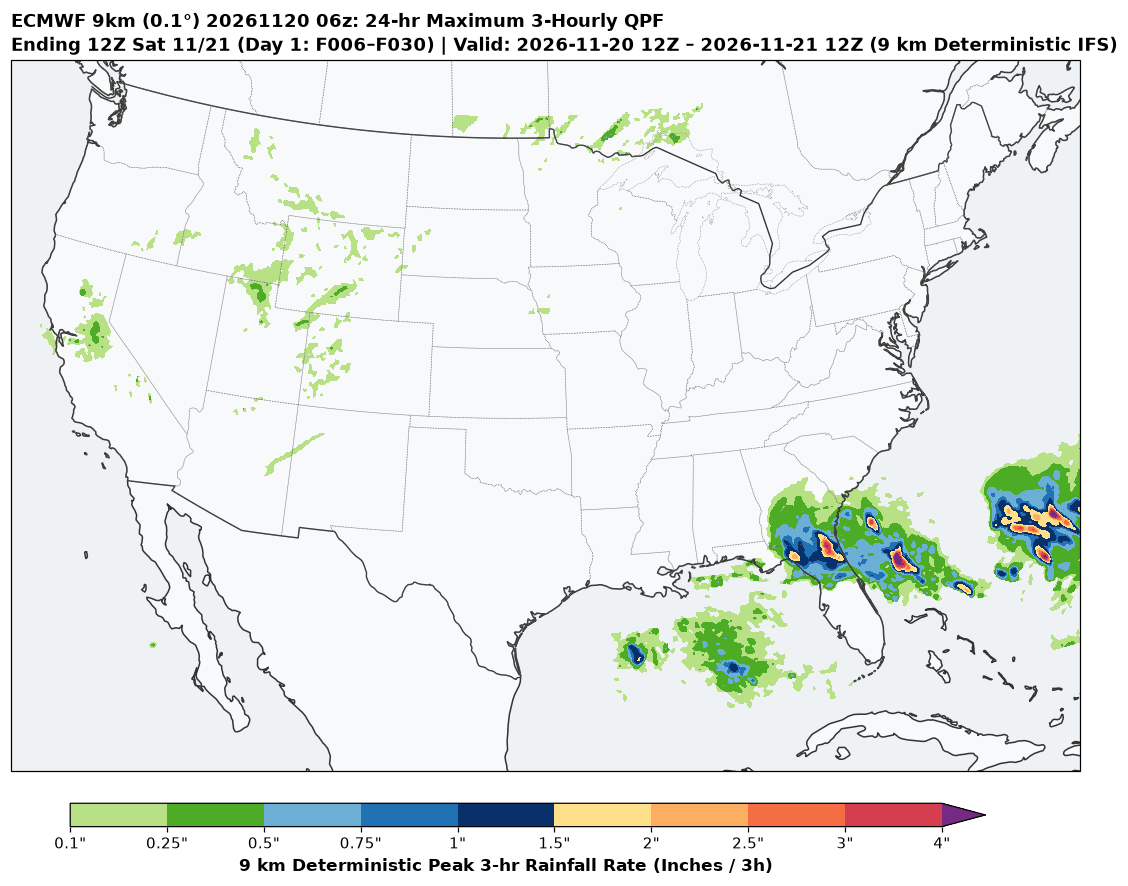 ECMWF 9km (0.1°) 20261120 06z: 24-hr Maximum 3-Hourly QPF
Ending 12Z Sat 11/21 (Day 1: F006–F030) | Valid: 2026-11-20 12Z – 2026-11-21 12Z (9 km Deterministic IFS)
0.1" 0.25" 0.5" 0.75" 1" 1.5" 2" 2.5" 3" 4"
9 km Deterministic Peak 3-hr Rainfall Rate (Inches / 3h)